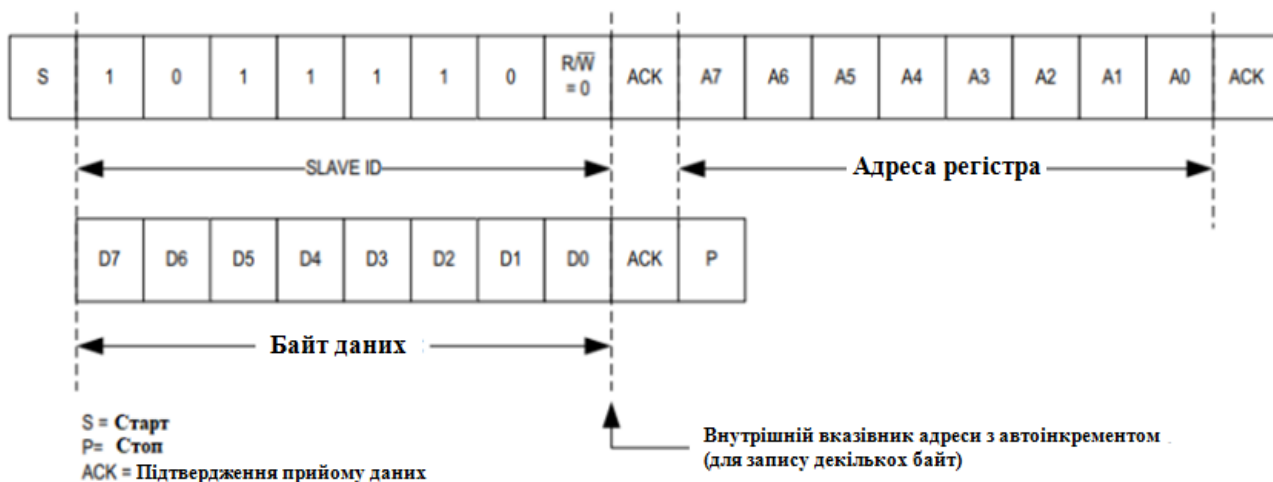 S 1 0 1 1 1 1 0 R/W̅ = 0 ACK A7 A6 A5 A4 A3 A2 A1 A0 ACK
SLAVE ID Адреса регістра
D7 D6 D5 D4 D3 D2 D1 D0 ACK P
Байт даних
S = Старт
P= Стоп
ACK = Підтвердження прийому даних
Внутрішній вказівник адреси з автоінкрементом
(для запису декількох байт)